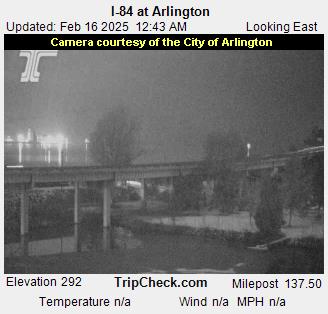 I-84 at Arlington
Updated: Feb 16 2025 12:43 AM Looking East
Camera courtesy of the City of Arlington
Elevation 292 TripCheck.com Milepost 137.50
Temperature n/a Wind n/a MPH n/a